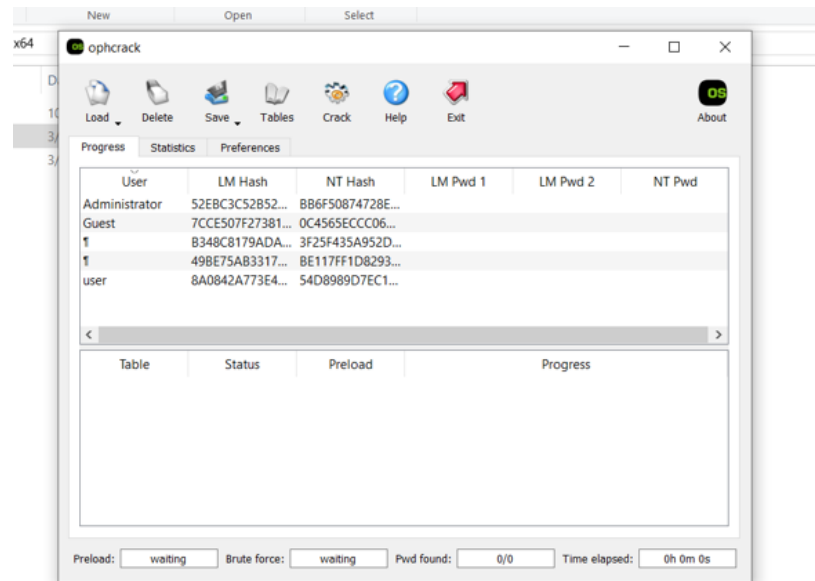 New Open Select
x64
os ophcrack
Load Delete Save Tables Crack Help Exit About
OS
Progress Statistics Preferences
User LM Hash NT Hash LM Pwd 1 LM Pwd 2 NT Pwd
Administrator 52EBC3C52B52... BB6F50874728E...
Guest 7CCE507F27381... 0C4565ECCC06...
¶ B348C8179ADA... 3F25F435A952D...
¶ 49BE75AB3317... BE117FF1D8293...
user 8A0842A773E4... 54D8989D7EC1...
Table Status Preload Progress
Preload: waiting Brute force: waiting Pwd found: 0/0 Time elapsed: 0h 0m 0s